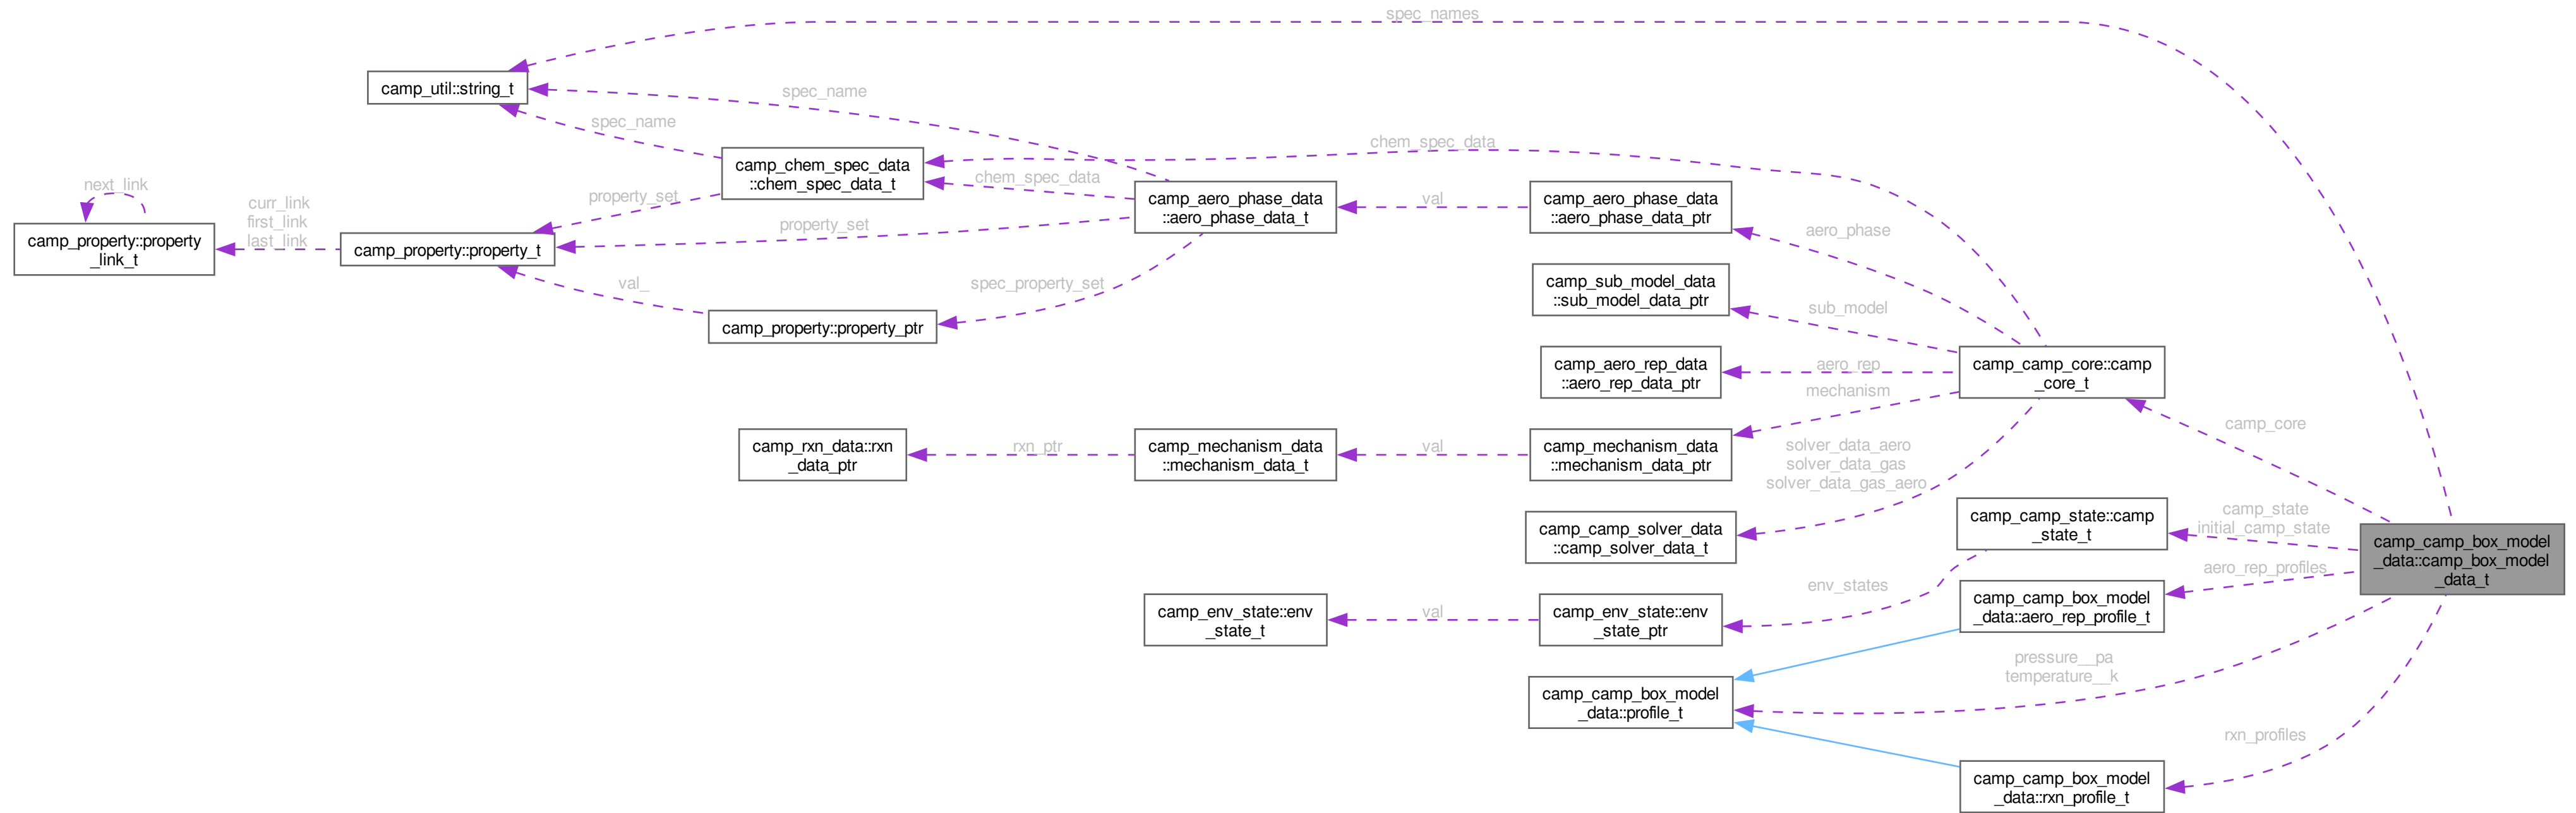 spec_names
camp_util::string_t
spec_name
spec_name
chem_spec_data
camp_chem_spec_data
::chem_spec_data_t
chem_spec_data
next_link
property_set
curr_link
first_link
last_link
camp_property::property
_link_t
camp_property::property_t
property_set
camp_aero_phase_data
::aero_phase_data_t
val
camp_aero_phase_data
::aero_phase_data_ptr
aero_phase
val_
spec_property_set
camp_property::property_ptr
camp_sub_model_data
::sub_model_data_ptr
sub_model
camp_aero_rep_data
::aero_rep_data_ptr
aero_rep
camp_camp_core::camp
_core_t
mechanism
camp_rxn_data::rxn
_data_ptr
rxn_ptr
camp_mechanism_data
::mechanism_data_t
val
camp_mechanism_data
::mechanism_data_ptr
solver_data_aero
solver_data_gas
solver_data_gas_aero
camp_core
camp_camp_solver_data
::camp_solver_data_t
camp_camp_state::camp
_state_t
camp_state
initial_camp_state
camp_camp_box_model
_data::camp_box_model
_data_t
env_states
aero_rep_profiles
camp_env_state::env
_state_t
val
camp_env_state::env
_state_ptr
camp_camp_box_model
_data::aero_rep_profile_t
pressure__pa
temperature__k
camp_camp_box_model
_data::profile_t
rxn_profiles
camp_camp_box_model
_data::rxn_profile_t